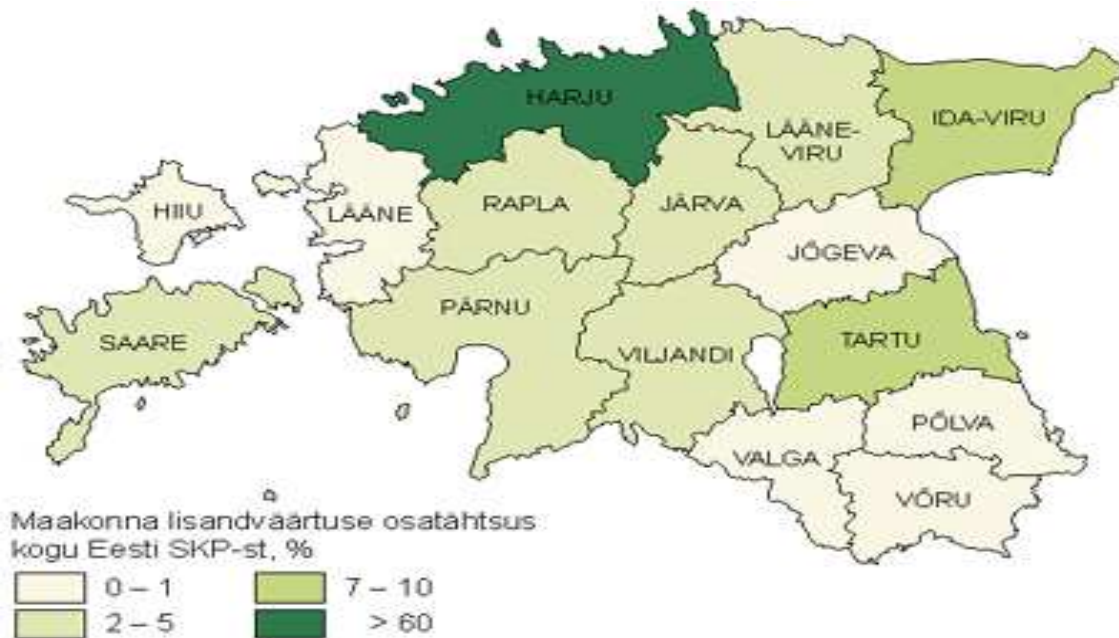 HARJU
LÄÄNE-
VIRU
IDA-VIRU
HIIU
LÄÄNE
RAPLA
JÄRVA
JÕGEVA
SAARE
PÄRNU
VILJANDI
TARTU
PÕLVA
VALGA
VÕRU
Maakonna lisandväärtuse osatähtsus
kogu Eesti SKP-st, %
0 – 1
7 – 10
2 – 5
> 60